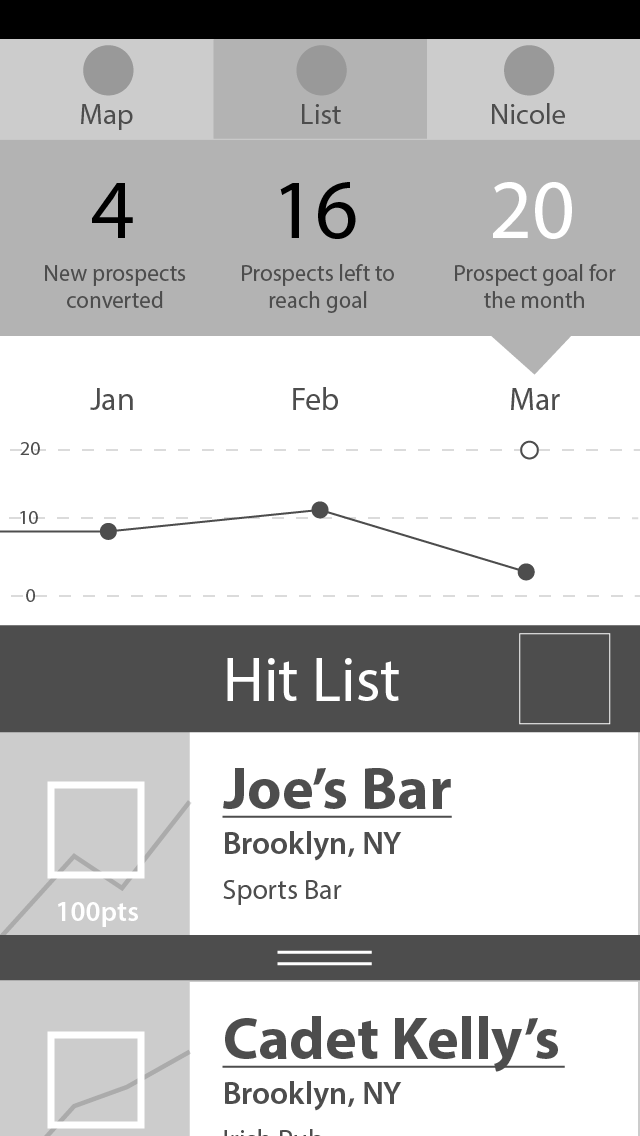 Map
List
Nicole
4
16
20
New prospects
converted
Prospects left to
reach goal
Prospect goal for
the month
Jan
Feb
Mar
20
10
0
Hit List
Joe’s Bar
Brooklyn, NY
Sports Bar
100pts
Cadet Kelly’s
Brooklyn, NY
Irish Pub